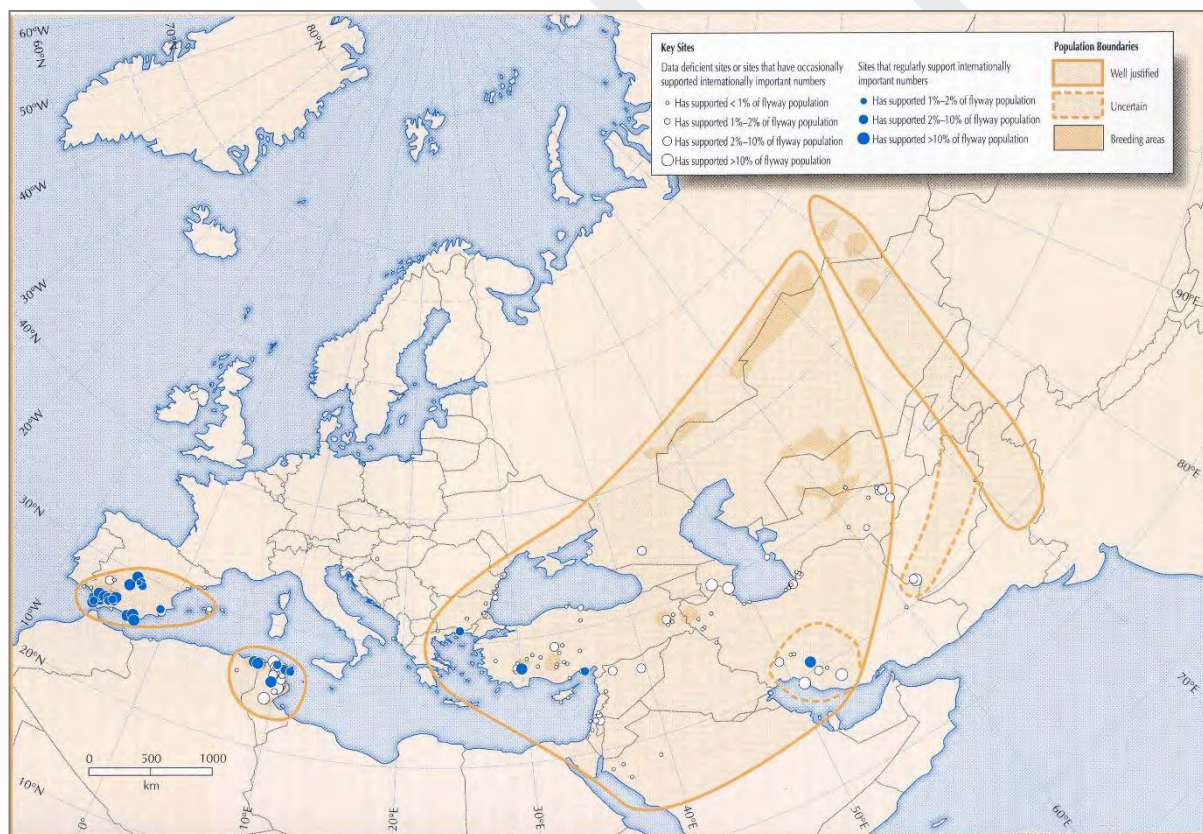 60°W
60°N
70°N
80°N
50°W
50°N
40°W
30°W
40°N
20°W
30°N
10°W
20°N
10°N
0°
10°E
20°E
30°E
40°E
50°E
60°E
70°E
80°E
90°E
Key Sites
Data deficient sites or sites that have occasionally
supported internationally important numbers
Has supported < 1% of flyway population
Has supported 1%–2% of flyway population
Has supported 2%–10% of flyway population
Has supported >10% of flyway population
Sites that regularly support internationally
important numbers
Has supported 1%–2% of flyway population
Has supported 2%–10% of flyway population
Has supported >10% of flyway population
Population Boundaries
Well justified
Uncertain
Breeding areas
0 500 1000
km